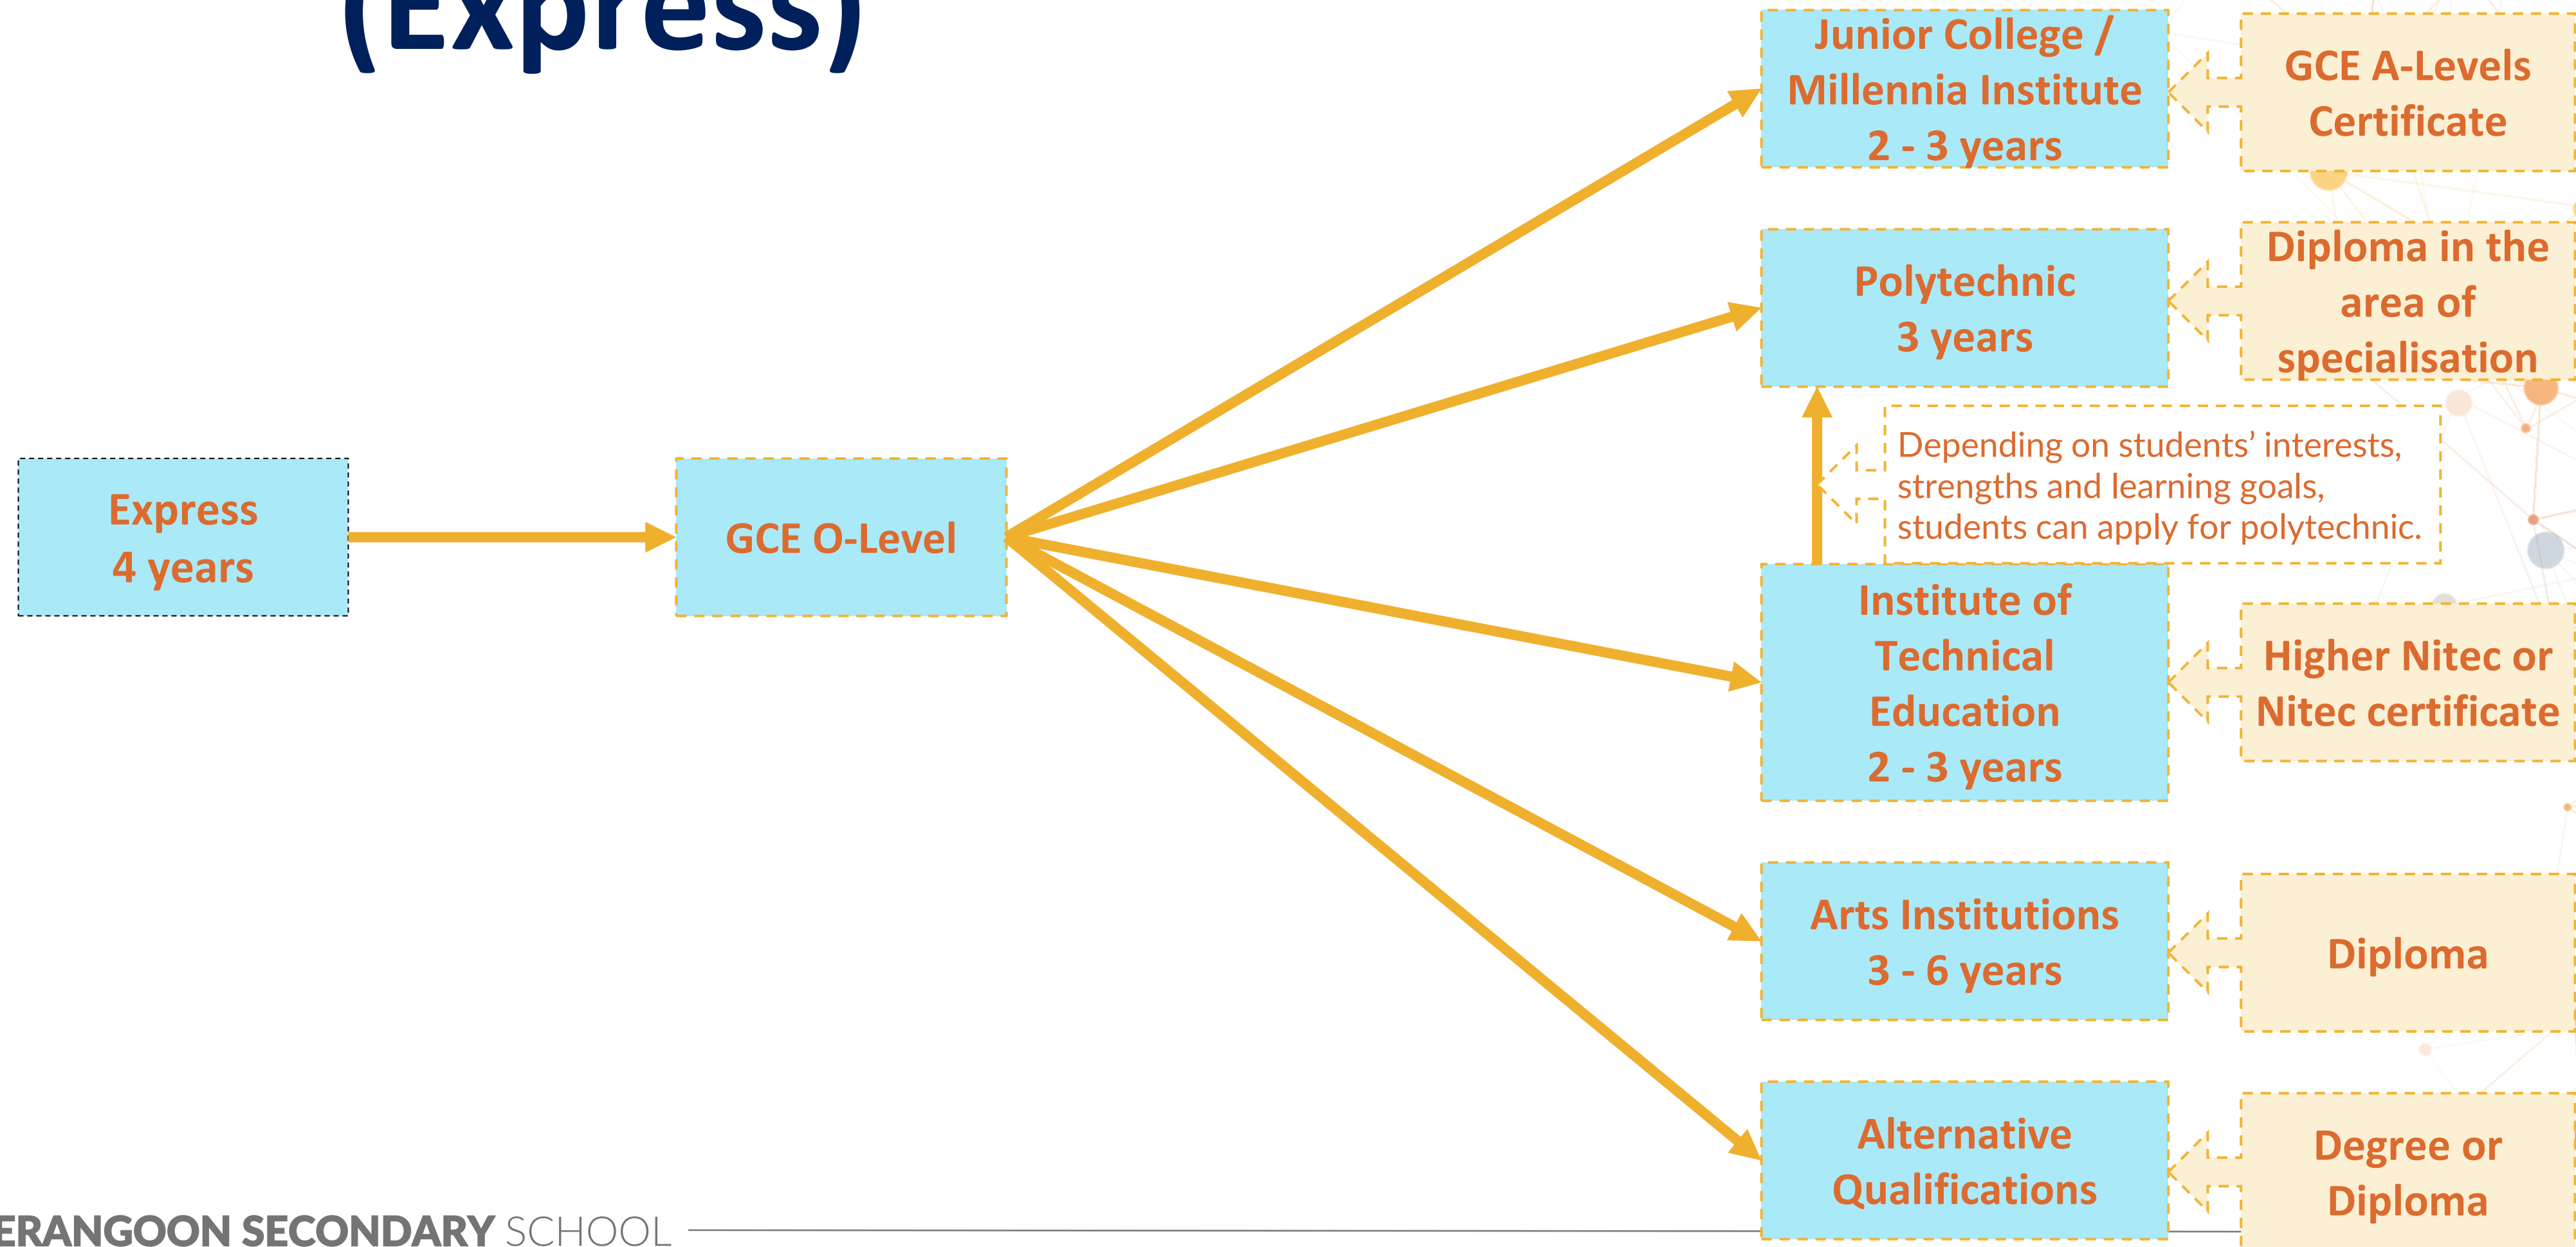 (Express)
Junior College /
Millennia Institute
2 - 3 years
GCE A-Levels
Certificate
Polytechnic
3 years
Diploma in the
area of
specialisation
Depending on students’ interests,
strengths and learning goals,
students can apply for polytechnic.
Express
4 years
GCE O-Level
Institute of
Technical
Education
2 - 3 years
Higher Nitec or
Nitec certificate
Arts Institutions
3 - 6 years
Diploma
Alternative
Qualifications
Degree or
Diploma
ERANGOON SECONDARY SCHOOL